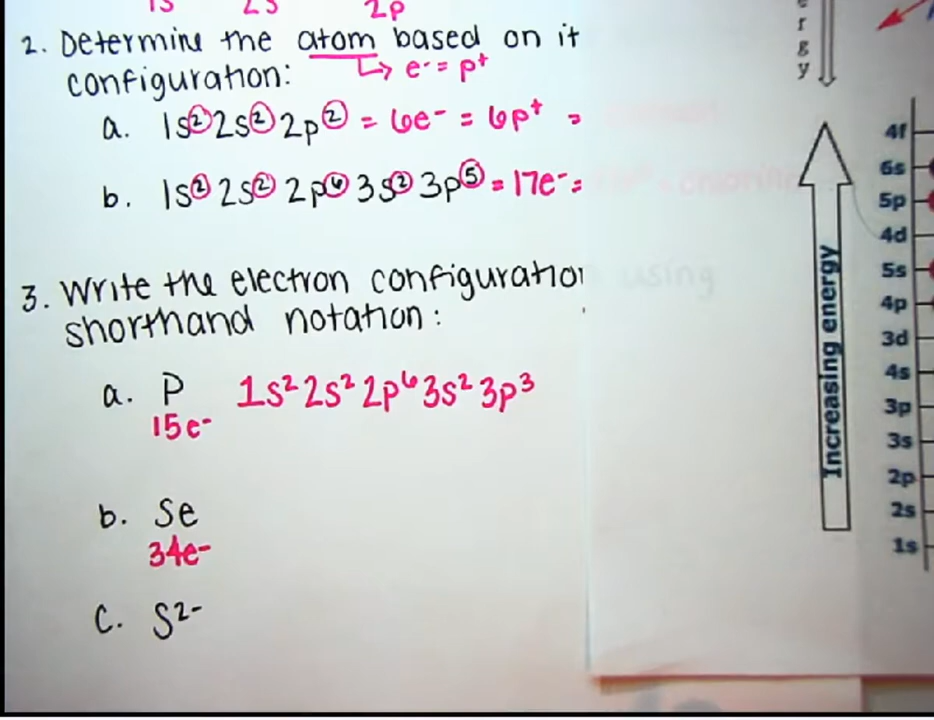 1s 2s 2p
2. Determine the atom based on it
configuration: ↳ e⁻ = p⁺
a. 1s² 2s² 2p² = 6e⁻ = 6p⁺ =
b. 1s² 2s² 2p⁶ 3s² 3p⁵ = 17e⁻ =
3. Write the electron configuration using
shorthand notation:
a. P 1s² 2s² 2p⁶ 3s² 3p³
15e⁻
b. Se
34e⁻
c. S²⁻
ergy
Increasing energy
4f
6s
5p
4d
5s
4p
3d
4s
3p
3s
2p
2s
1s